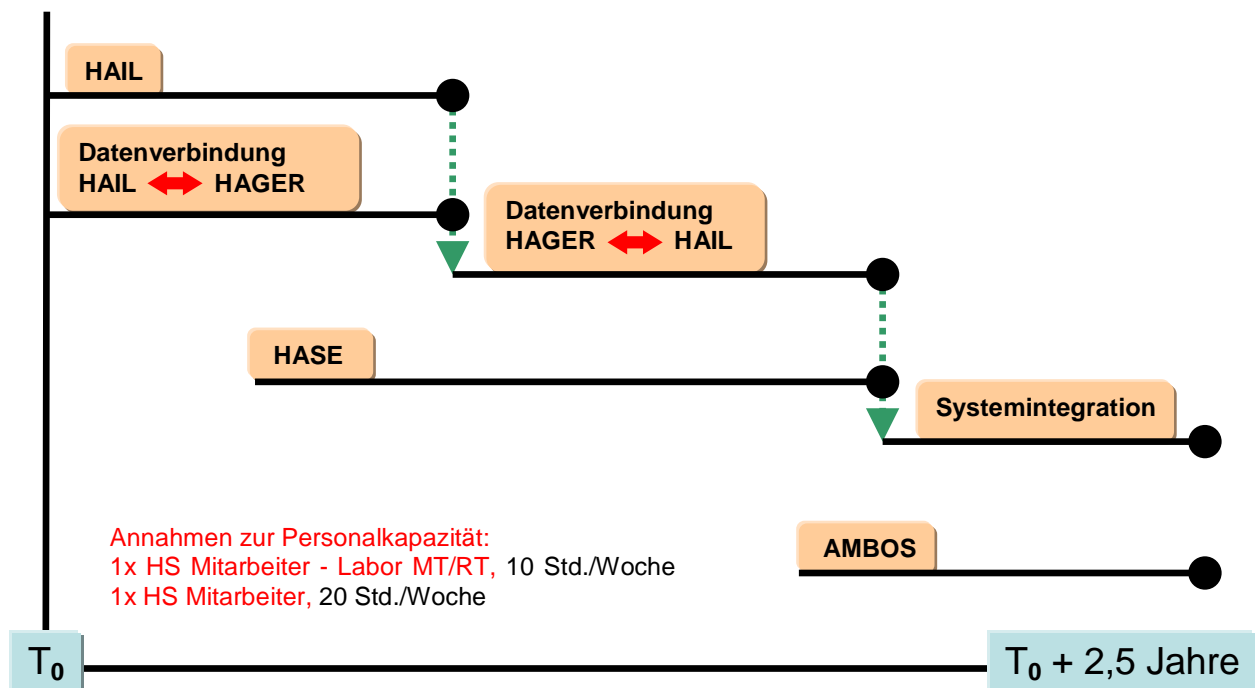 HAIL
Datenverbindung
HAIL HAGER
Datenverbindung
HAGER HAIL
HASE
Systemintegration
AMBOS
Annahmen zur Personalkapazität:
1x HS Mitarbeiter - Labor MT/RT, 10 Std./Woche
1x HS Mitarbeiter, 20 Std./Woche
T0
T0 + 2,5 Jahre